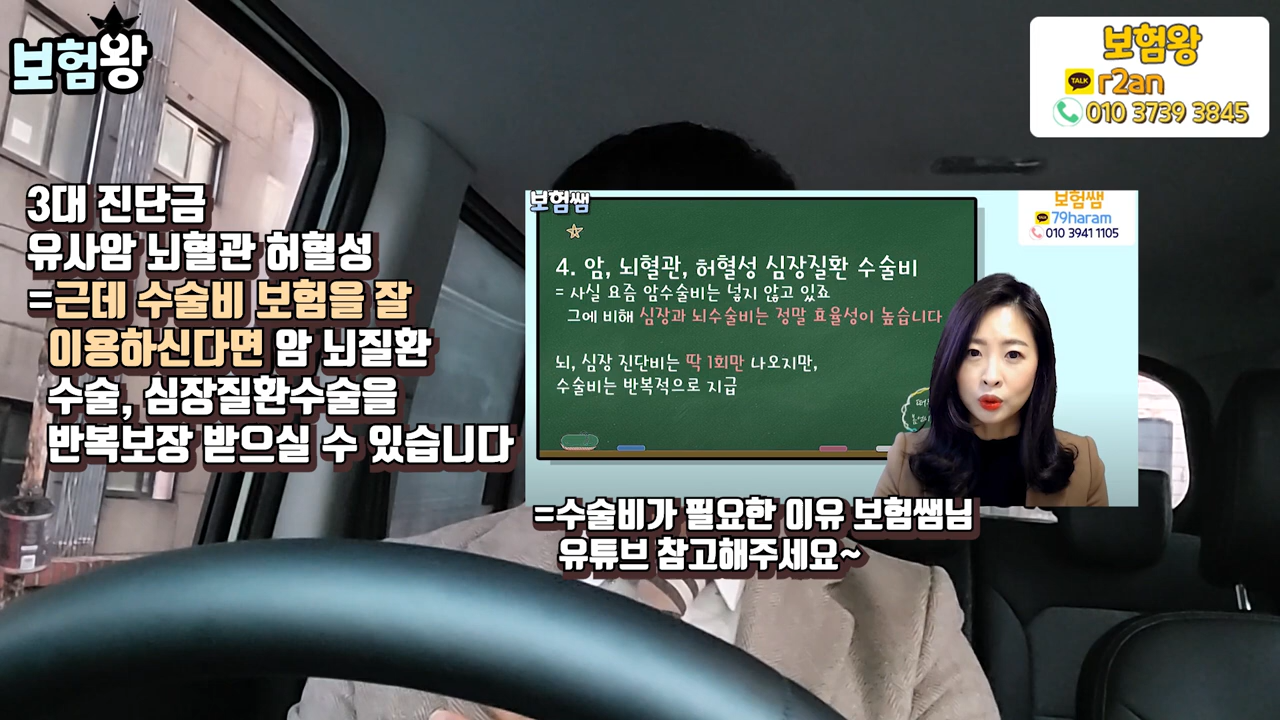 보험왕
보험왕
TALK r2an
010 3739 3845
3대 진단금
유사암 뇌혈관 허혈성
=근데 수술비 보험을 잘
이용하신다면 암 뇌질환
수술, 심장질환수술을
반복보장 받으실 수 있습니다
보험쌤
보험쌤
79haram
010 3941 1105
4. 암, 뇌혈관, 허혈성 심장질환 수술비
= 사실 요즘 암수술비는 넣지 않고 있죠
그에 비해 심장과 뇌수술비는 정말 효율성이 높습니다
뇌, 심장 진단비는 딱 1회만 나오지만,
수술비는 반복적으로 지급
=수술비가 필요한 이유 보험쌤님
유튜브 참고해주세요~